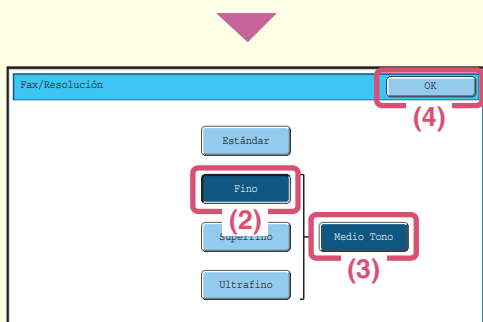 Fax/Resolución
OK
(4)
Estándar
Fino
(2)
Superfino
Medio Tono
(3)
Ultrafino